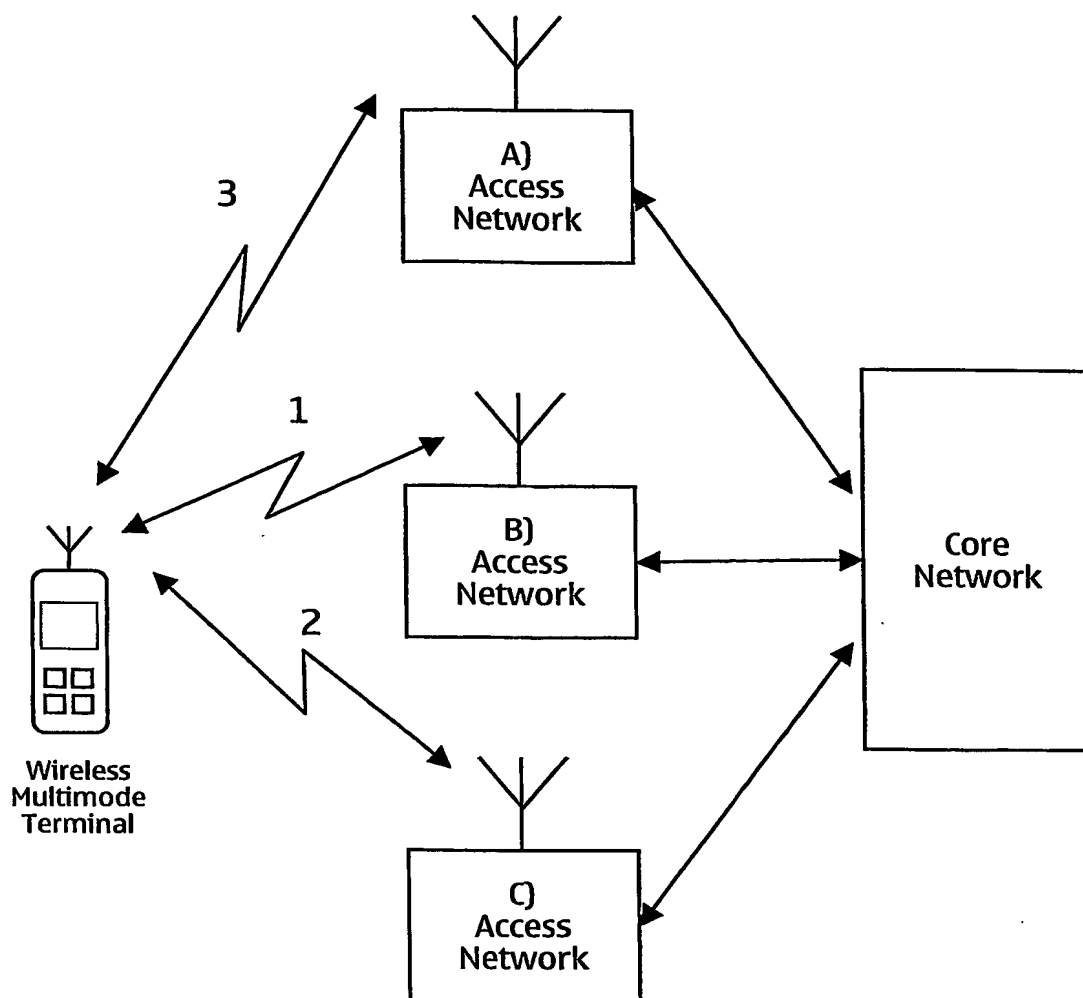 A)
Access
Network
3
1
B)
Access
Network
Core
Network
2
Wireless
Multimode
Terminal
C)
Access
Network